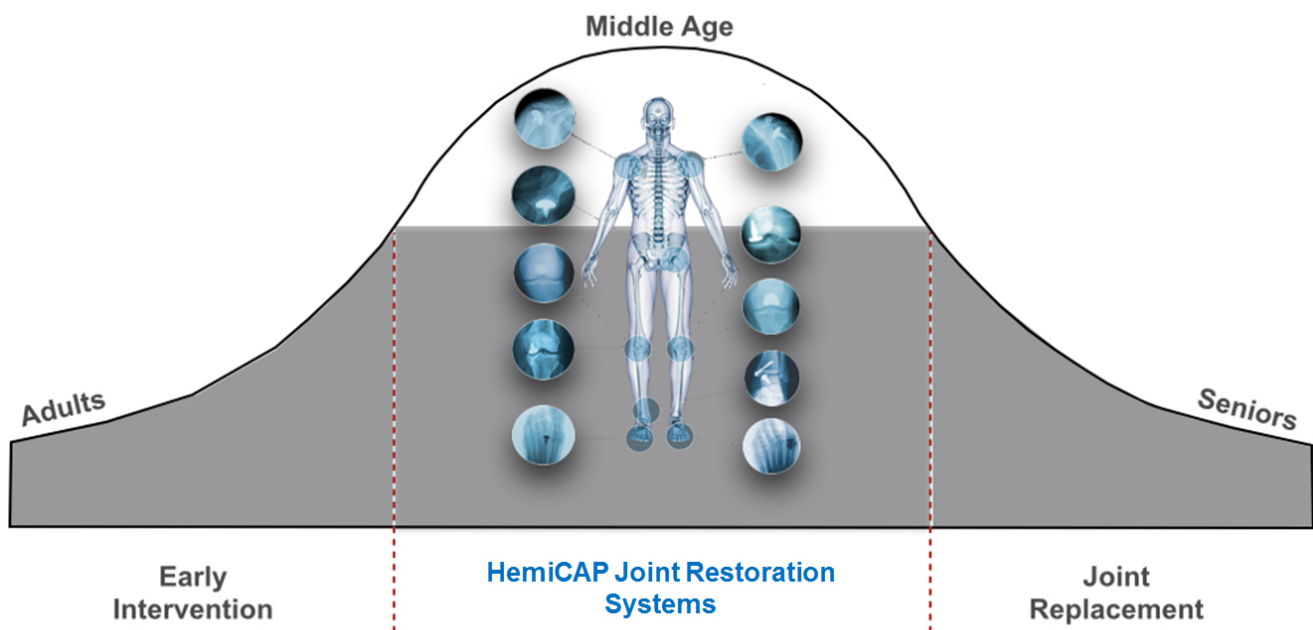 Middle Age
Adults
Seniors
Early
Intervention
HemiCAP Joint Restoration
Systems
Joint
Replacement